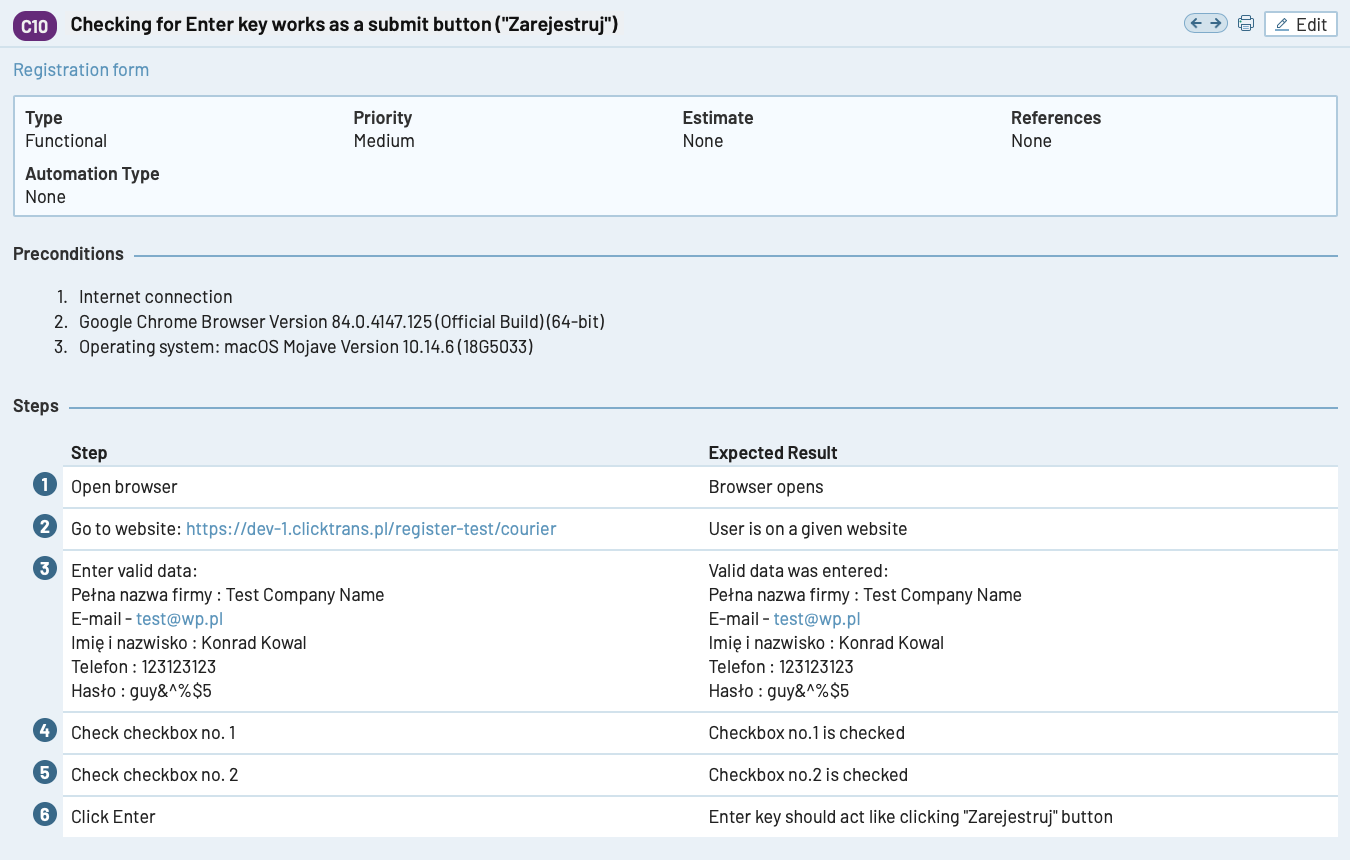 C10 Checking for Enter key works as a submit button ("Zarejestruj") Edit
Registration form
Type Priority Estimate References
Functional Medium None None
Automation Type
None
Preconditions
1. Internet connection
2. Google Chrome Browser Version 84.0.4147.125 (Official Build) (64-bit)
3. Operating system: macOS Mojave Version 10.14.6 (18G5033)
Steps
Step Expected Result
1 Open browser Browser opens
2 Go to website: https://dev-1.clicktrans.pl/register-test/courier User is on a given website
3 Enter valid data: Valid data was entered:
Pełna nazwa firmy : Test Company Name Pełna nazwa firmy : Test Company Name
E-mail - test@wp.pl E-mail - test@wp.pl
Imię i nazwisko : Konrad Kowal Imię i nazwisko : Konrad Kowal
Telefon : 123123123 Telefon : 123123123
Hasło : guy&^%$5 Hasło : guy&^%$5
4 Check checkbox no. 1 Checkbox no.1 is checked
5 Check checkbox no. 2 Checkbox no.2 is checked
6 Click Enter Enter key should act like clicking "Zarejestruj" button